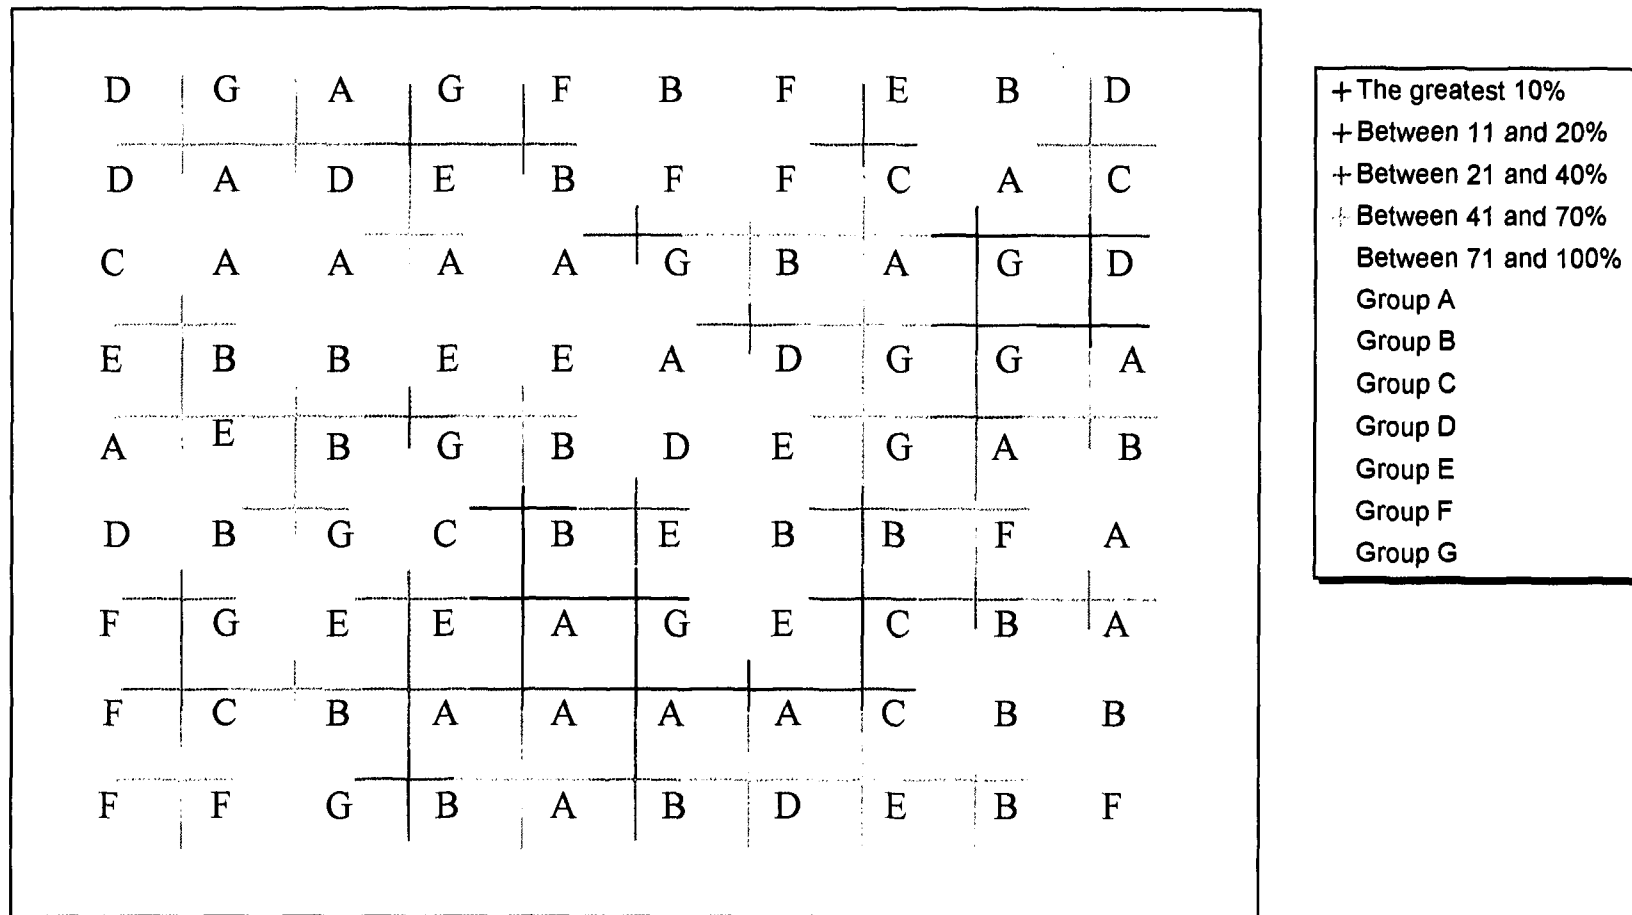 D G A G F B F E B D
D A D E B F F C A C
C A A A A G B A G D
E B B E E A D G G A
A E B G B D E G A B
D B G C B E B B F A
F G E E A G E C B A
F C B A A A A C B B
F F G B A B D E B F
+ The greatest 10%
+ Between 11 and 20%
+ Between 21 and 40%
+ Between 41 and 70%
Between 71 and 100%
Group A
Group B
Group C
Group D
Group E
Group F
Group G